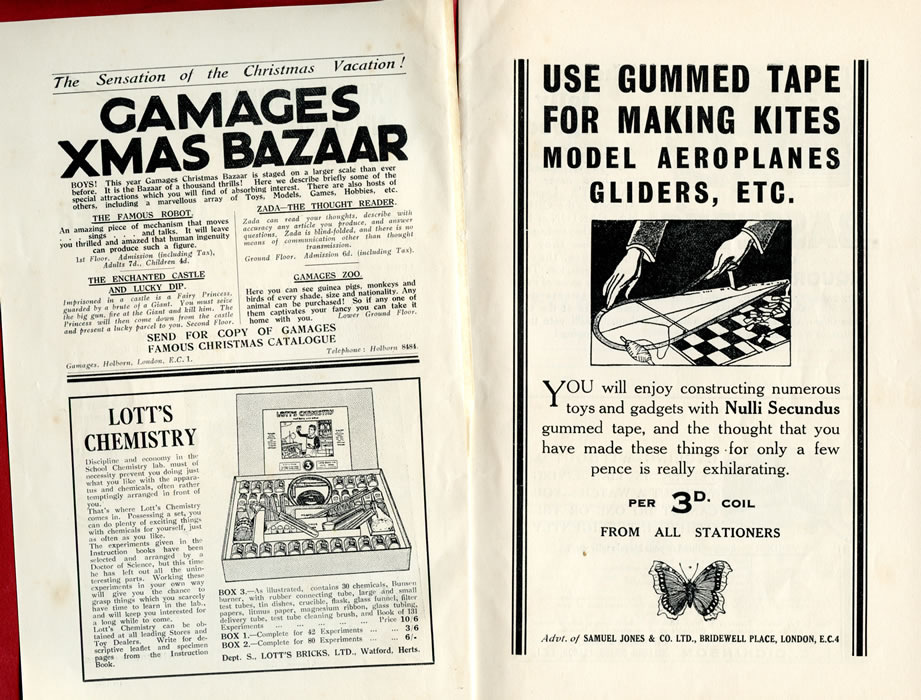 The Sensation of the Christmas Vacation!
GAMAGES
XMAS BAZAAR
BOYS! This year Gamages Christmas Bazaar is staged on a larger scale than ever
before. It is the Bazaar of a thousand thrills! Here we describe briefly some of the
special attractions which you will find of absorbing interest. There are also hosts of
others, including a marvellous array of Toys, Models, Games, Hobbies, etc.
THE FAMOUS ROBOT.
An amazing piece of mechanism that moves
. . . . sings . . . . and talks. It will leave
you thrilled and amazed that human ingenuity
can produce such a figure.
1st Floor. Admission (including Tax),
Adults 7d., Children 4d.
THE ENCHANTED CASTLE
AND LUCKY DIP.
Imprisoned in a castle is a Fairy Princess,
guarded by a brute of a Giant. You must seize
the big gun, fire at the Giant and kill him. The
Princess will then come down from the castle
and present a lucky parcel to you. Second Floor.
ZADA—THE THOUGHT READER.
Zada can read your thoughts, describe with
accuracy any article you produce, and answer
questions. Zada is blind-folded, and there is no
means of communication other than thought
transmission.
Ground Floor. Admission 6d. (including Tax).
GAMAGES ZOO.
Here you can see guinea pigs, monkeys and
birds of every shade, size and nationality. Any
animal can be purchased! So if any one of
them captivates your fancy you can take it
home with you. Lower Ground Floor.
SEND FOR COPY OF GAMAGES
FAMOUS CHRISTMAS CATALOGUE
Gamages, Holborn, London, E.C.1.
Telephone: Holborn 8484.
LOTT'S
CHEMISTRY
Discipline and economy in the
School Chemistry lab. must of
necessity prevent you doing just
what you like with the appara-
tus and chemicals, often rather
temptingly arranged in front of
you.
That's where Lott's Chemistry
comes in. Possessing a set, you
can do plenty of exciting things
with chemicals for yourself, just
as often as you like.
The experiments given in the
Instruction books have been
selected and arranged by a
Doctor of Science, but this time
he has left out all the unin-
teresting parts. Working these
experiments in your own way
will give you the chance to
grasp things which you scarcely
have time to learn in the lab.,
and will keep you interested for
a long while to come.
Lott's Chemistry can be ob-
tained at all leading Stores and
Toy Dealers. Write for de-
scriptive leaflet and specimen
pages from the Instruction
Book.
LOTT'S CHEMISTRY
3
BOX 3.—As illustrated, contains 30 chemicals, Bunsen
burner, with rubber connecting tube, large and small
test tubes, tin dishes, crucible, flask, glass funnel, filter
papers, litmus paper, magnesium ribbon, glass tubing,
delivery tube, test tube cleaning brush, and Book of 131
Experiments ... ... ... ... ... Price 10/6
BOX 1.—Complete for 42 Experiments ... ... 3/6
BOX 2.—Complete for 80 Experiments ... ... 6/-
Dept. S., LOTT'S BRICKS, LTD., Watford, Herts.
USE GUMMED TAPE
FOR MAKING KITES
MODEL AEROPLANES
GLIDERS, ETC.
YOU will enjoy constructing numerous
toys and gadgets with Nulli Secundus
gummed tape, and the thought that you
have made these things for only a few
pence is really exhilarating.
PER 3D. COIL
FROM ALL STATIONERS
Advt. of SAMUEL JONES & CO. LTD., BRIDEWELL PLACE, LONDON, E.C.4